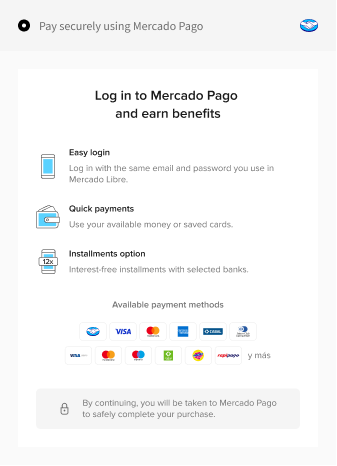 Pay securely using Mercado Pago
Log in to Mercado Pago
and earn benefits
Easy login
Log in with the same email and password you use in
Mercado Libre.
Quick payments
Use your available money or saved cards.
12x
Installments option
Interest-free installments with selected banks.
Available payment methods
VISA
CABAL
VISA
rapipago
y más
By continuing, you will be taken to Mercado Pago
to safely complete your purchase.